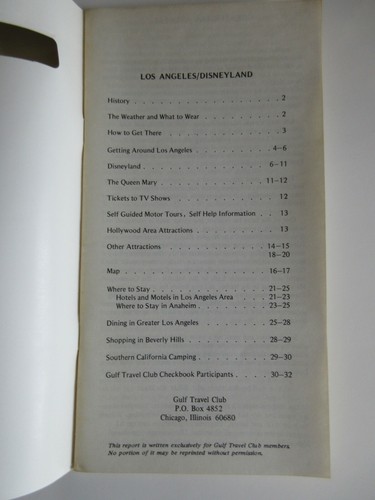 LOS ANGELES/DISNEYLAND
History . . . . . . . . . . . . . . . . . 2
The Weather and What to Wear . . . . . . . . . 2
How to Get There . . . . . . . . . . . . . 3
Getting Around Los Angeles . . . . . . . . . 4–6
Disneyland . . . . . . . . . . . . . . . 6–11
The Queen Mary . . . . . . . . . . . . . 11–12
Tickets to TV Shows . . . . . . . . . . . . 12
Self Guided Motor Tours, Self Help Information . . 13
Hollywood Area Attractions . . . . . . . . . . 13
Other Attractions . . . . . . . . . . . . 14–15
18–20
Map . . . . . . . . . . . . . . . . . 16–17
Where to Stay . . . . . . . . . . . . . . 21–25
Hotels and Motels in Los Angeles Area . . . . 21–23
Where to Stay in Anaheim . . . . . . . . . 23–25
Dining in Greater Los Angeles . . . . . . . . 25–28
Shopping in Beverly Hills . . . . . . . . . . 28–29
Southern California Camping . . . . . . . . . 29–30
Gulf Travel Club Checkbook Participants . . . . . 30–32
Gulf Travel Club
P.O. Box 4852
Chicago, Illinois 60680
This report is written exclusively for Gulf Travel Club members.
No portion of it may be reprinted without permission.